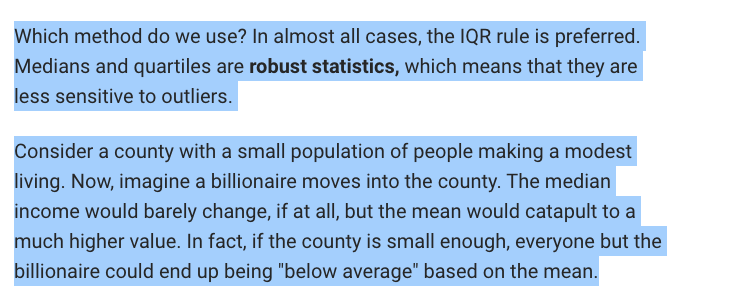 Which method do we use? In almost all cases, the IQR rule is preferred.
Medians and quartiles are robust statistics, which means that they are
less sensitive to outliers.
Consider a county with a small population of people making a modest
living. Now, imagine a billionaire moves into the county. The median
income would barely change, if at all, but the mean would catapult to a
much higher value. In fact, if the county is small enough, everyone but the
billionaire could end up being "below average" based on the mean.